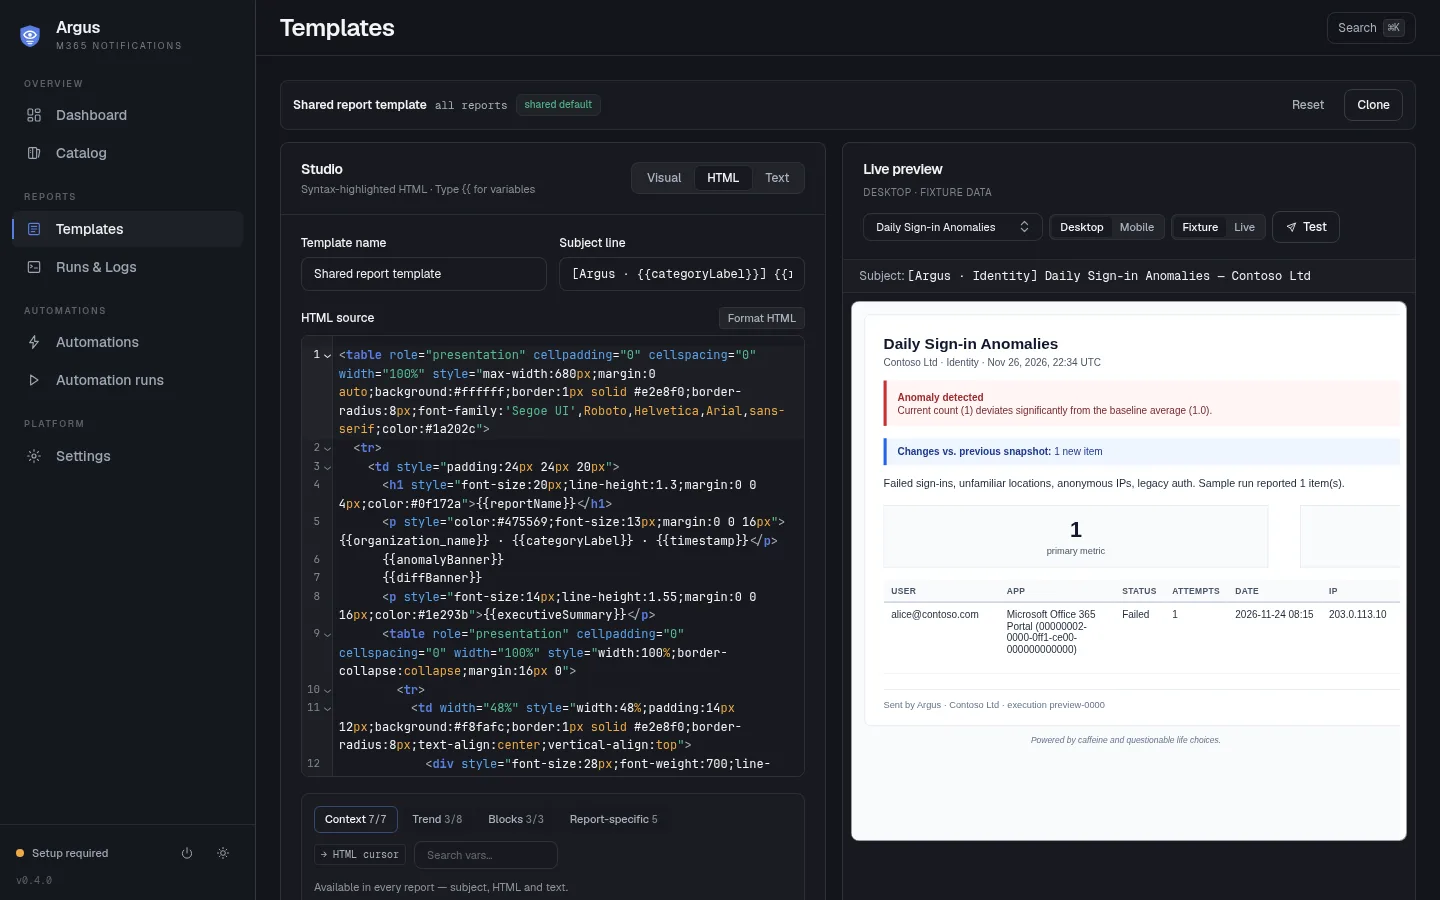 Argus
M365 NOTIFICATIONS
OVERVIEW
Dashboard
Catalog
REPORTS
Templates
Runs & Logs
AUTOMATIONS
Automations
Automation runs
PLATFORM
Settings
Setup required
v0.4.0
Templates
Search ⌘K
Shared report template all reports shared default
Reset Clone
Studio
Syntax-highlighted HTML · Type {{ for variables
Visual HTML Text
Template name
Shared report template
Subject line
[Argus · {{categoryLabel}}] {{r
HTML source
Format HTML
1 <table role="presentation" cellpadding="0" cellspacing="0"
width="100%" style="max-width:680px;margin:0
auto;background:#ffffff;border:1px solid #e2e8f0;border-
radius:8px;font-family:'Segoe UI',Roboto,Helvetica,Arial,sans-
serif;color:#1a202c">
2 <tr>
3 <td style="padding:24px 24px 20px">
4 <h1 style="font-size:20px;line-height:1.3;margin:0 0
4px;color:#0f172a">{{reportName}}</h1>
5 <p style="color:#475569;font-size:13px;margin:0 0 16px">
{{organization_name}} · {{categoryLabel}} · {{timestamp}}</p>
6 {{anomalyBanner}}
7 {{diffBanner}}
8 <p style="font-size:14px;line-height:1.55;margin:0 0
16px;color:#1e293b">{{executiveSummary}}</p>
9 <table role="presentation" cellpadding="0"
cellspacing="0" width="100%" style="width:100%;border-
collapse:collapse;margin:16px 0">
10 <tr>
11 <td width="48%" style="width:48%;padding:14px
12px;background:#f8fafc;border:1px solid #e2e8f0;border-
radius:8px;text-align:center;vertical-align:top">
12 <div style="font-size:28px;font-weight:700;line-
Context 7/7 Trend 3/8 Blocks 3/3 Report-specific 5
→ HTML cursor Search vars…
Available in every report — subject, HTML and text.
Live preview
DESKTOP · FIXTURE DATA
Daily Sign-in Anomalies Desktop Mobile Fixture Live Test
Subject: [Argus · Identity] Daily Sign-in Anomalies — Contoso Ltd
Daily Sign-in Anomalies
Contoso Ltd · Identity · Nov 26, 2026, 22:34 UTC
Anomaly detected
Current count (1) deviates significantly from the baseline average (1.0).
Changes vs. previous snapshot: 1 new item
Failed sign-ins, unfamiliar locations, anonymous IPs, legacy auth. Sample run reported 1 item(s).
1
primary metric
USER APP STATUS ATTEMPTS DATE IP
alice@contoso.com Microsoft Office 365 Failed 1 2026-11-24 08:15 203.0.113.10
Portal (00000002-
0000-0ff1-ce00-
000000000000)
Sent by Argus · Contoso Ltd · execution preview-0000
Powered by caffeine and questionable life choices.